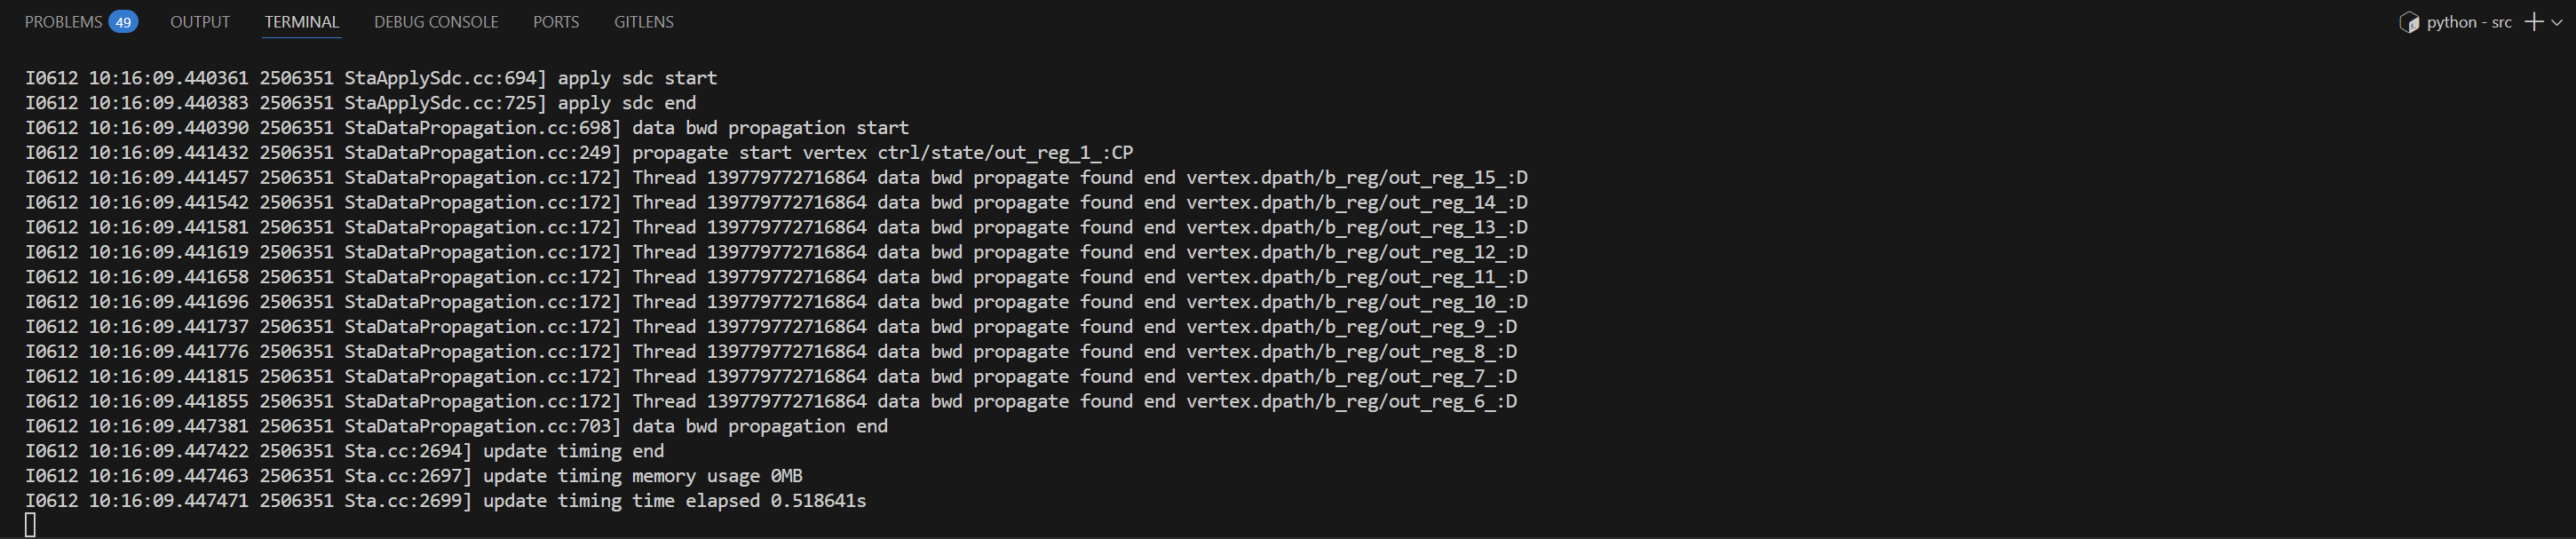 PROBLEMS 49 OUTPUT TERMINAL DEBUG CONSOLE PORTS GITLENS python - src
I0612 10:16:09.440361 2506351 StaApplySdc.cc:694] apply sdc start
I0612 10:16:09.440383 2506351 StaApplySdc.cc:725] apply sdc end
I0612 10:16:09.440390 2506351 StaDataPropagation.cc:698] data bwd propagation start
I0612 10:16:09.441432 2506351 StaDataPropagation.cc:249] propagate start vertex ctrl/state/out_reg_1_:CP
I0612 10:16:09.441457 2506351 StaDataPropagation.cc:172] Thread 139779772716864 data bwd propagate found end vertex.dpath/b_reg/out_reg_15_:D
I0612 10:16:09.441542 2506351 StaDataPropagation.cc:172] Thread 139779772716864 data bwd propagate found end vertex.dpath/b_reg/out_reg_14_:D
I0612 10:16:09.441581 2506351 StaDataPropagation.cc:172] Thread 139779772716864 data bwd propagate found end vertex.dpath/b_reg/out_reg_13_:D
I0612 10:16:09.441619 2506351 StaDataPropagation.cc:172] Thread 139779772716864 data bwd propagate found end vertex.dpath/b_reg/out_reg_12_:D
I0612 10:16:09.441658 2506351 StaDataPropagation.cc:172] Thread 139779772716864 data bwd propagate found end vertex.dpath/b_reg/out_reg_11_:D
I0612 10:16:09.441696 2506351 StaDataPropagation.cc:172] Thread 139779772716864 data bwd propagate found end vertex.dpath/b_reg/out_reg_10_:D
I0612 10:16:09.441737 2506351 StaDataPropagation.cc:172] Thread 139779772716864 data bwd propagate found end vertex.dpath/b_reg/out_reg_9_:D
I0612 10:16:09.441776 2506351 StaDataPropagation.cc:172] Thread 139779772716864 data bwd propagate found end vertex.dpath/b_reg/out_reg_8_:D
I0612 10:16:09.441815 2506351 StaDataPropagation.cc:172] Thread 139779772716864 data bwd propagate found end vertex.dpath/b_reg/out_reg_7_:D
I0612 10:16:09.441855 2506351 StaDataPropagation.cc:172] Thread 139779772716864 data bwd propagate found end vertex.dpath/b_reg/out_reg_6_:D
I0612 10:16:09.447381 2506351 StaDataPropagation.cc:703] data bwd propagation end
I0612 10:16:09.447422 2506351 Sta.cc:2694] update timing end
I0612 10:16:09.447463 2506351 Sta.cc:2697] update timing memory usage 0MB
I0612 10:16:09.447471 2506351 Sta.cc:2699] update timing time elapsed 0.518641s